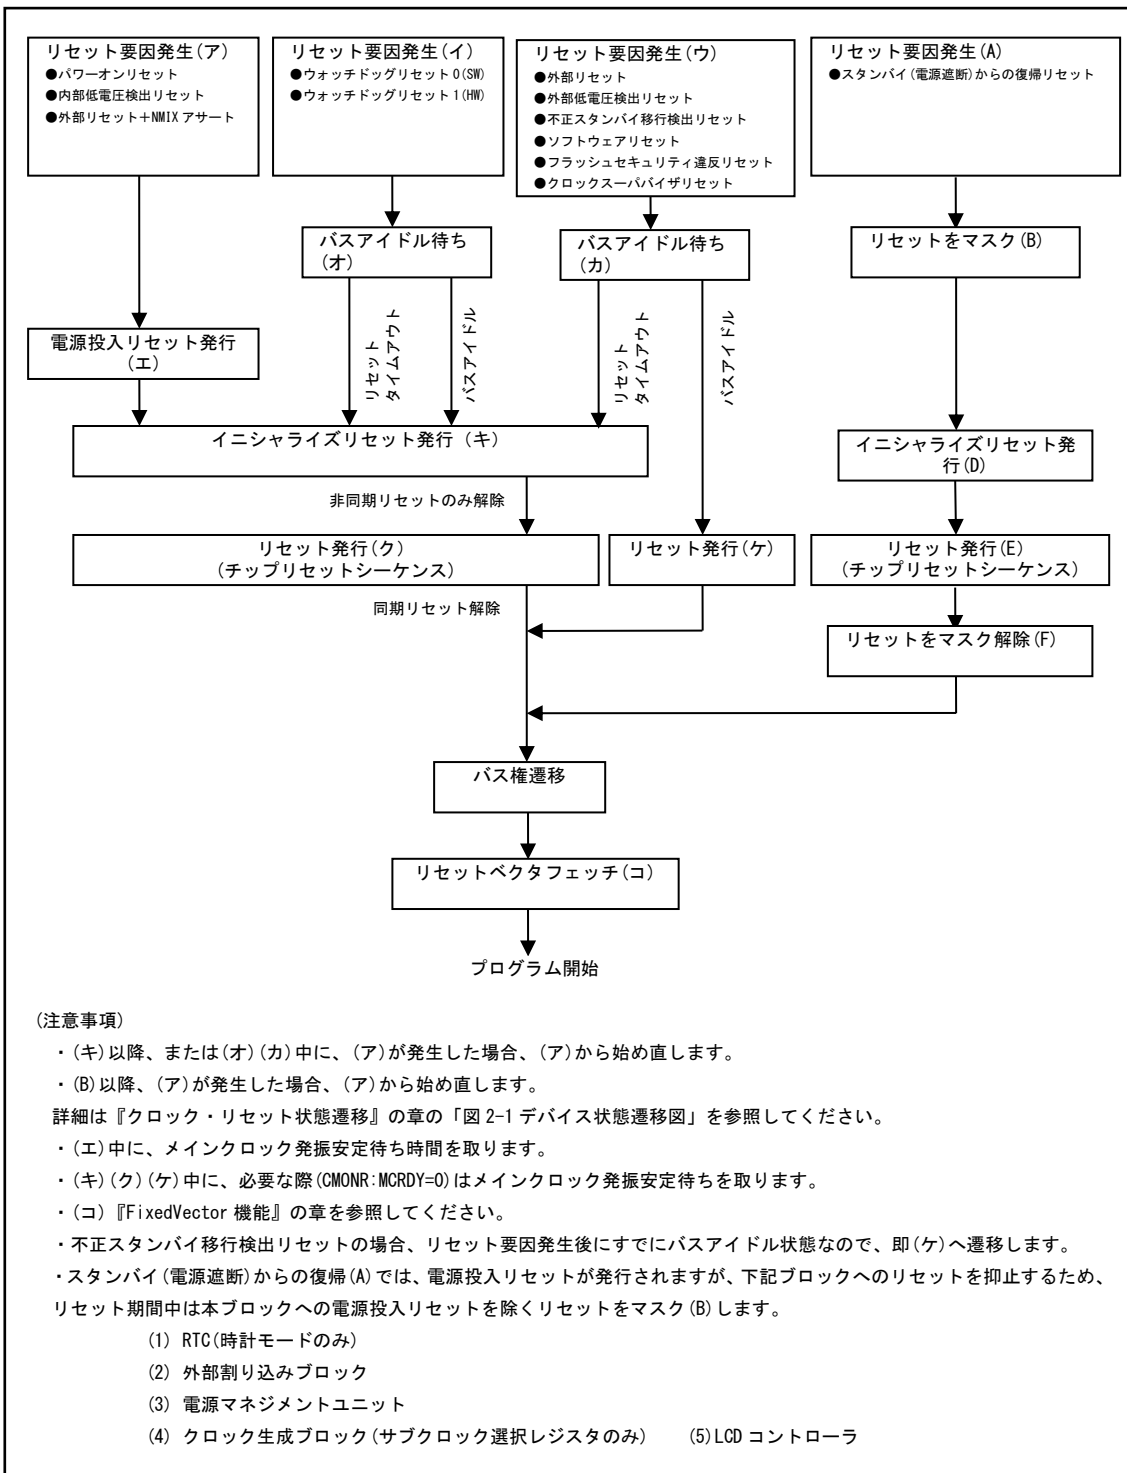 リセット要因発生(ア)
●パワーオンリセット
●内部低電圧検出リセット
●外部リセット＋NMIX アサート
リセット要因発生(イ)
●ウォッチドッグリセット 0(SW)
●ウォッチドッグリセット 1(HW)
リセット要因発生(ウ)
●外部リセット
●外部低電圧検出リセット
●不正スタンバイ移行検出リセット
●ソフトウェアリセット
●フラッシュセキュリティ違反リセット
●クロックスーパバイザリセット
リセット要因発生(A)
●スタンバイ(電源遮断)からの復帰リセット
バスアイドル待ち
(オ)
バスアイドル待ち
(カ)
リセットをマスク(B)
電源投入リセット発行
(エ)
リセット
タイムアウト
バスアイドル
リセット
タイムアウト
バスアイドル
イニシャライズリセット発行（キ）
イニシャライズリセット発
行(D)
非同期リセットのみ解除
リセット発行(ク)
(チップリセットシーケンス)
リセット発行(ケ)
リセット発行(E)
(チップリセットシーケンス)
同期リセット解除
リセットをマスク解除(F)
バス権遷移
リセットベクタフェッチ(コ)
プログラム開始
(注意事項)
・(キ)以降、または(オ)(カ)中に、(ア)が発生した場合、(ア)から始め直します。
・(B)以降、(ア)が発生した場合、(ア)から始め直します。
詳細は『クロック・リセット状態遷移』の章の「図 2-1 デバイス状態遷移図」を参照してください。
・(エ)中に、メインクロック発振安定待ち時間を取ります。
・(キ)(ク)(ケ)中に、必要な際(CMONR:MCRDY=0)はメインクロック発振安定待ちを取ります。
・(コ)『FixedVector 機能』の章を参照してください。
・不正スタンバイ移行検出リセットの場合、リセット要因発生後にすでにバスアイドル状態なので、即(ケ)へ遷移します。
・スタンバイ(電源遮断)からの復帰(A)では、電源投入リセットが発行されますが、下記ブロックへのリセットを抑止するため、
リセット期間中は本ブロックへの電源投入リセットを除くリセットをマスク(B)します。
(1) RTC(時計モードのみ)
(2) 外部割り込みブロック
(3) 電源マネジメントユニット
(4) クロック生成ブロック(サブクロック選択レジスタのみ) (5)LCD コントローラ